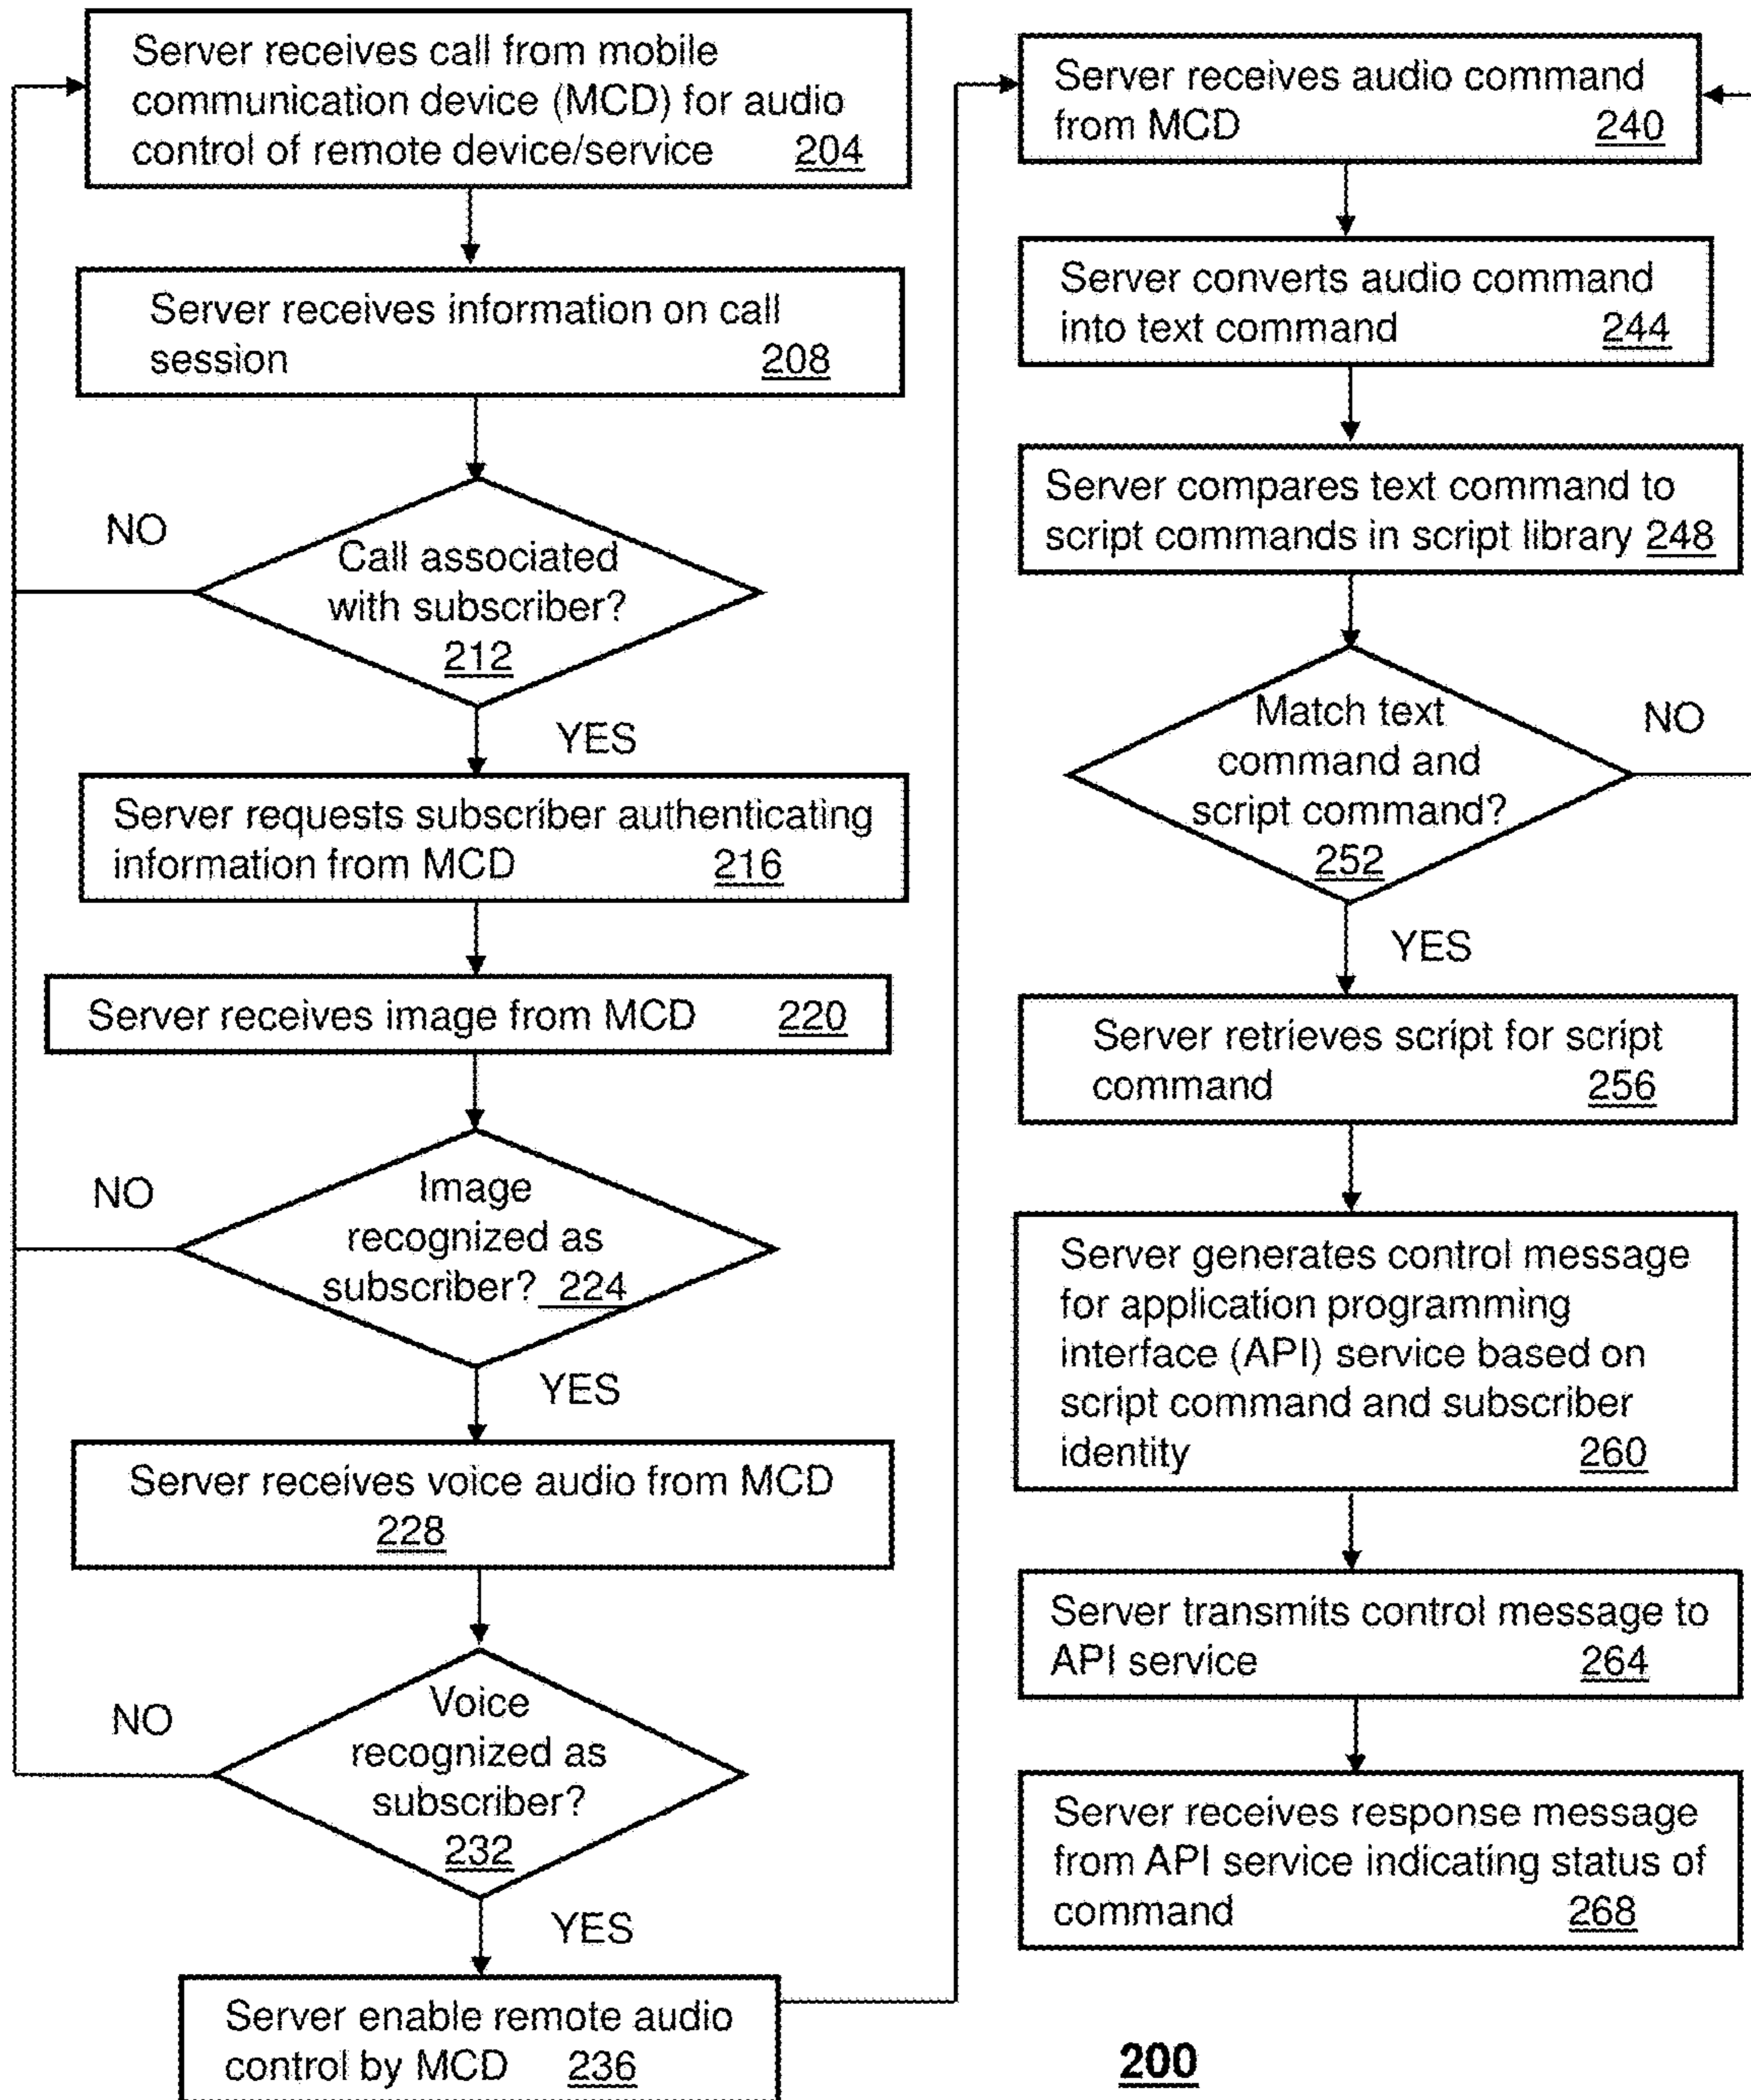 Server receives call from mobile
communication device (MCD) for audio
control of remote device/service 204
Server receives information on call
session 208
NO
Call associated
with subscriber?
212
YES
Server requests subscriber authenticating
information from MCD 216
Server receives image from MCD 220
NO
Image
recognized as
subscriber? 224
YES
Server receives voice audio from MCD
228
NO
Voice
recognized as
subscriber?
232
YES
Server enable remote audio
control by MCD 236
Server receives audio command
from MCD 240
Server converts audio command
into text command 244
Server compares text command to
script commands in script library 248
Match text
command and
script command?
252
NO
YES
Server retrieves script for script
command 256
Server generates control message
for application programming
interface (API) service based on
script command and subscriber
identity 260
Server transmits control message to
API service 264
Server receives response message
from API service indicating status of
command 268
200